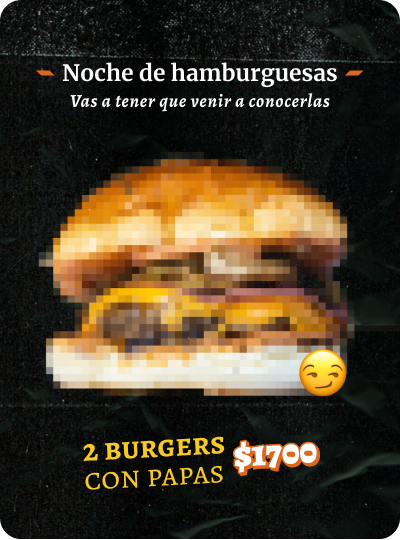 Noche de hamburguesas
Vas a tener que venir a conocerlas
2 BURGERS
CON PAPAS
$1700